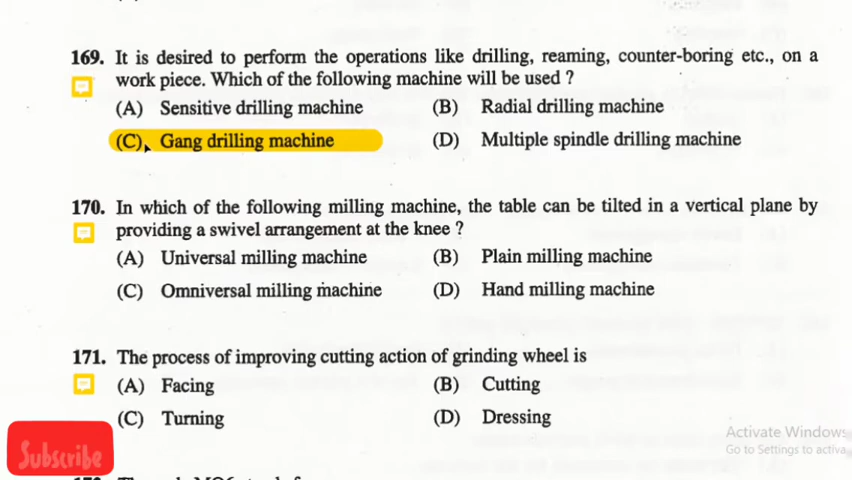 169. It is desired to perform the operations like drilling, reaming, counter-boring etc., on a
work piece. Which of the following machine will be used ?
(A) Sensitive drilling machine (B) Radial drilling machine
(C) Gang drilling machine (D) Multiple spindle drilling machine
170. In which of the following milling machine, the table can be tilted in a vertical plane by
providing a swivel arrangement at the knee ?
(A) Universal milling machine (B) Plain milling machine
(C) Omniversal milling machine (D) Hand milling machine
171. The process of improving cutting action of grinding wheel is
(A) Facing (B) Cutting
(C) Turning (D) Dressing
Subscribe
Activate Windows
Go to Settings to activa